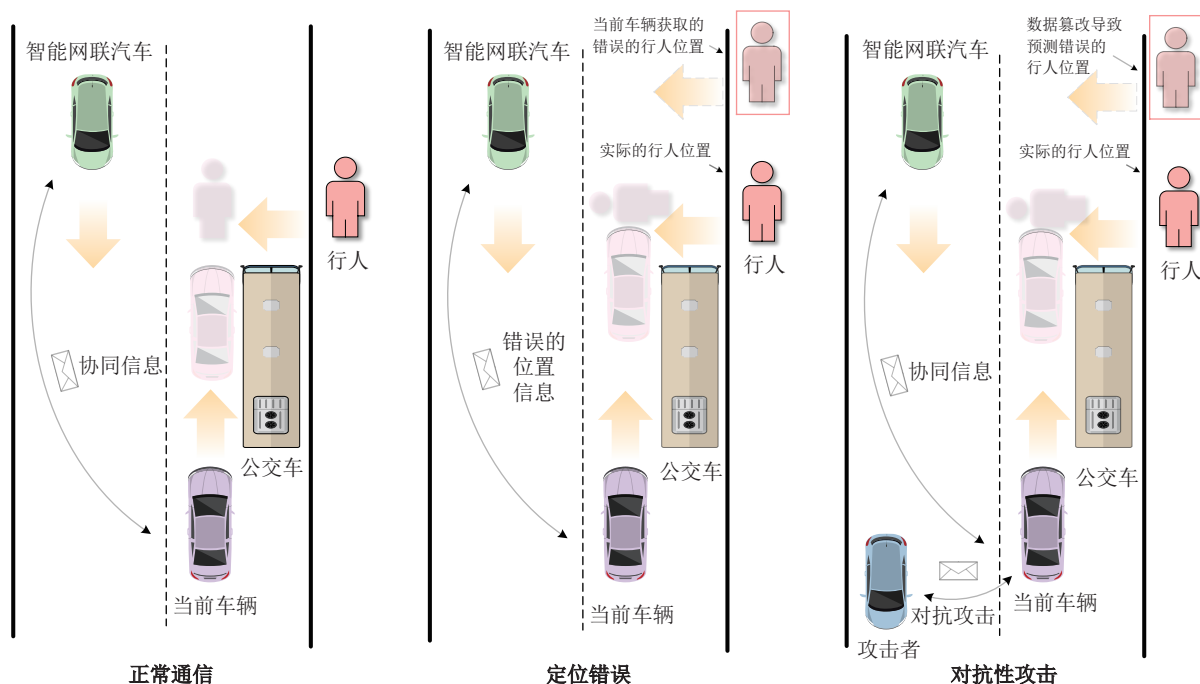 智能网联汽车
行人
协同信息
公交车
当前车辆
正常通信
智能网联汽车
当前车辆获取的
错误的行人位置
实际的行人位置
行人
错误的
位置
信息
公交车
当前车辆
定位错误
智能网联汽车
数据篡改导致
预测错误的
行人位置
实际的行人位置
行人
协同信息
公交车
对抗攻击
当前车辆
攻击者
对抗性攻击